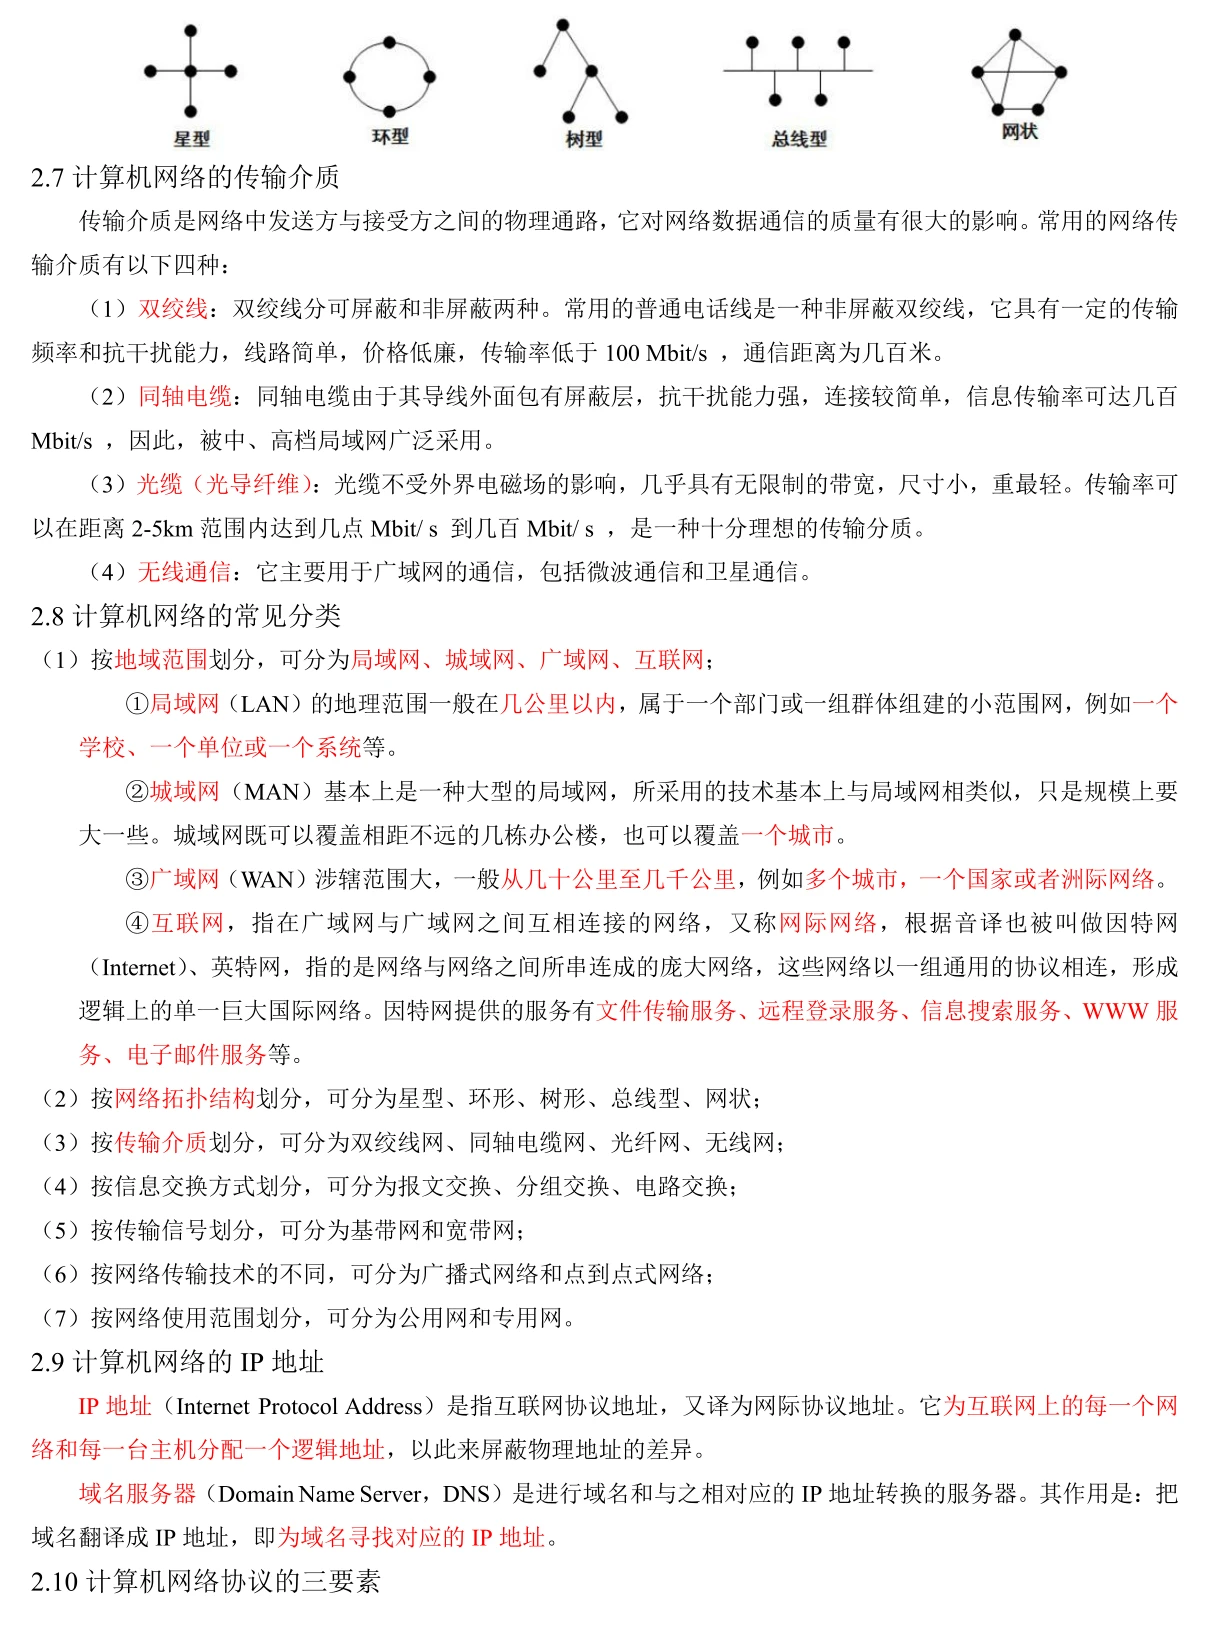 星型 环型 树型 总线型 网状
2.7 计算机网络的传输介质
传输介质是网络中发送方与接受方之间的物理通路，它对网络数据通信的质量有很大的影响。常用的网络传
输介质有以下四种：
（1）双绞线：双绞线分可屏蔽和非屏蔽两种。常用的普通电话线是一种非屏蔽双绞线，它具有一定的传输
频率和抗干扰能力，线路简单，价格低廉，传输率低于 100 Mbit/s ，通信距离为几百米。
（2）同轴电缆：同轴电缆由于其导线外面包有屏蔽层，抗干扰能力强，连接较简单，信息传输率可达几百
Mbit/s ，因此，被中、高档局域网广泛采用。
（3）光缆（光导纤维）：光缆不受外界电磁场的影响，几乎具有无限制的带宽，尺寸小，重最轻。传输率可
以在距离 2-5km 范围内达到几点 Mbit/ s 到几百 Mbit/ s ，是一种十分理想的传输分质。
（4）无线通信：它主要用于广域网的通信，包括微波通信和卫星通信。
2.8 计算机网络的常见分类
（1）按地域范围划分，可分为局域网、城域网、广域网、互联网；
①局域网（LAN）的地理范围一般在几公里以内，属于一个部门或一组群体组建的小范围网，例如一个
学校、一个单位或一个系统等。
②城域网（MAN）基本上是一种大型的局域网，所采用的技术基本上与局域网相类似，只是规模上要
大一些。城域网既可以覆盖相距不远的几栋办公楼，也可以覆盖一个城市。
③广域网（WAN）涉辖范围大，一般从几十公里至几千公里，例如多个城市，一个国家或者洲际网络。
④互联网，指在广域网与广域网之间互相连接的网络，又称网际网络，根据音译也被叫做因特网
（Internet）、英特网，指的是网络与网络之间所串连成的庞大网络，这些网络以一组通用的协议相连，形成
逻辑上的单一巨大国际网络。因特网提供的服务有文件传输服务、远程登录服务、信息搜索服务、WWW 服
务、电子邮件服务等。
（2）按网络拓扑结构划分，可分为星型、环形、树形、总线型、网状；
（3）按传输介质划分，可分为双绞线网、同轴电缆网、光纤网、无线网；
（4）按信息交换方式划分，可分为报文交换、分组交换、电路交换；
（5）按传输信号划分，可分为基带网和宽带网；
（6）按网络传输技术的不同，可分为广播式网络和点到点式网络；
（7）按网络使用范围划分，可分为公用网和专用网。
2.9 计算机网络的 IP 地址
IP 地址（Internet Protocol Address）是指互联网协议地址，又译为网际协议地址。它为互联网上的每一个网
络和每一台主机分配一个逻辑地址，以此来屏蔽物理地址的差异。
域名服务器（Domain Name Server，DNS）是进行域名和与之相对应的 IP 地址转换的服务器。其作用是：把
域名翻译成 IP 地址，即为域名寻找对应的 IP 地址。
2.10 计算机网络协议的三要素